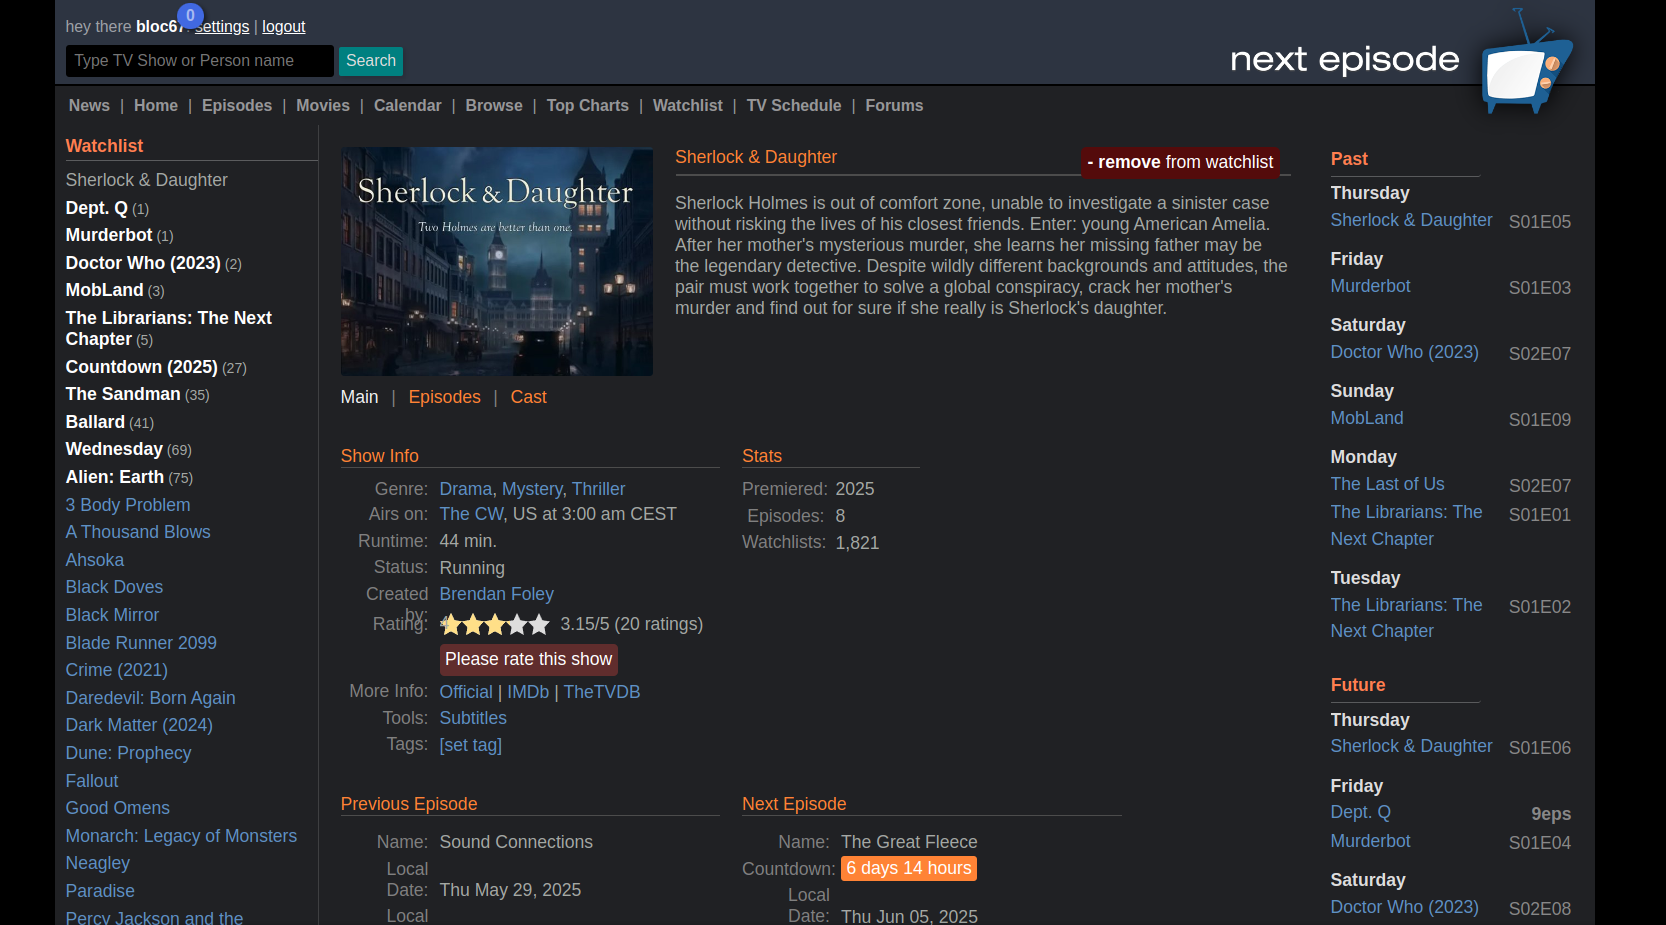 hey there bloc67! settings | logout
0
Type TV Show or Person name
Search
next episode
News | Home | Episodes | Movies | Calendar | Browse | Top Charts | Watchlist | TV Schedule | Forums
Watchlist
Sherlock & Daughter
Dept. Q (1)
Murderbot (1)
Doctor Who (2023) (2)
MobLand (3)
The Librarians: The Next
Chapter (5)
Countdown (2025) (27)
The Sandman (35)
Ballard (41)
Wednesday (69)
Alien: Earth (75)
3 Body Problem
A Thousand Blows
Ahsoka
Black Doves
Black Mirror
Blade Runner 2099
Crime (2021)
Daredevil: Born Again
Dark Matter (2024)
Dune: Prophecy
Fallout
Good Omens
Monarch: Legacy of Monsters
Neagley
Paradise
Percy Jackson and the
Sherlock & Daughter
Two Holmes are better than one.
Sherlock & Daughter
- remove from watchlist
Sherlock Holmes is out of comfort zone, unable to investigate a sinister case
without risking the lives of his closest friends. Enter: young American Amelia.
After her mother's mysterious murder, she learns her missing father may be
the legendary detective. Despite wildly different backgrounds and attitudes, the
pair must work together to solve a global conspiracy, crack her mother's
murder and find out for sure if she really is Sherlock's daughter.
Main | Episodes | Cast
Show Info
Genre: Drama, Mystery, Thriller
Airs on: The CW, US at 3:00 am CEST
Runtime: 44 min.
Status: Running
Created
by: Brendan Foley
Rating: 3.15/5 (20 ratings)
Please rate this show
More Info: Official | IMDb | TheTVDB
Tools: Subtitles
Tags: [set tag]
Stats
Premiered: 2025
Episodes: 8
Watchlists: 1,821
Previous Episode
Name: Sound Connections
Local
Date: Thu May 29, 2025
Local
Next Episode
Name: The Great Fleece
Countdown: 6 days 14 hours
Local
Date: Thu Jun 05, 2025
Past
Thursday
Sherlock & Daughter S01E05
Friday
Murderbot S01E03
Saturday
Doctor Who (2023) S02E07
Sunday
MobLand S01E09
Monday
The Last of Us S02E07
The Librarians: The S01E01
Next Chapter
Tuesday
The Librarians: The S01E02
Next Chapter
Future
Thursday
Sherlock & Daughter S01E06
Friday
Dept. Q 9eps
Murderbot S01E04
Saturday
Doctor Who (2023) S02E08